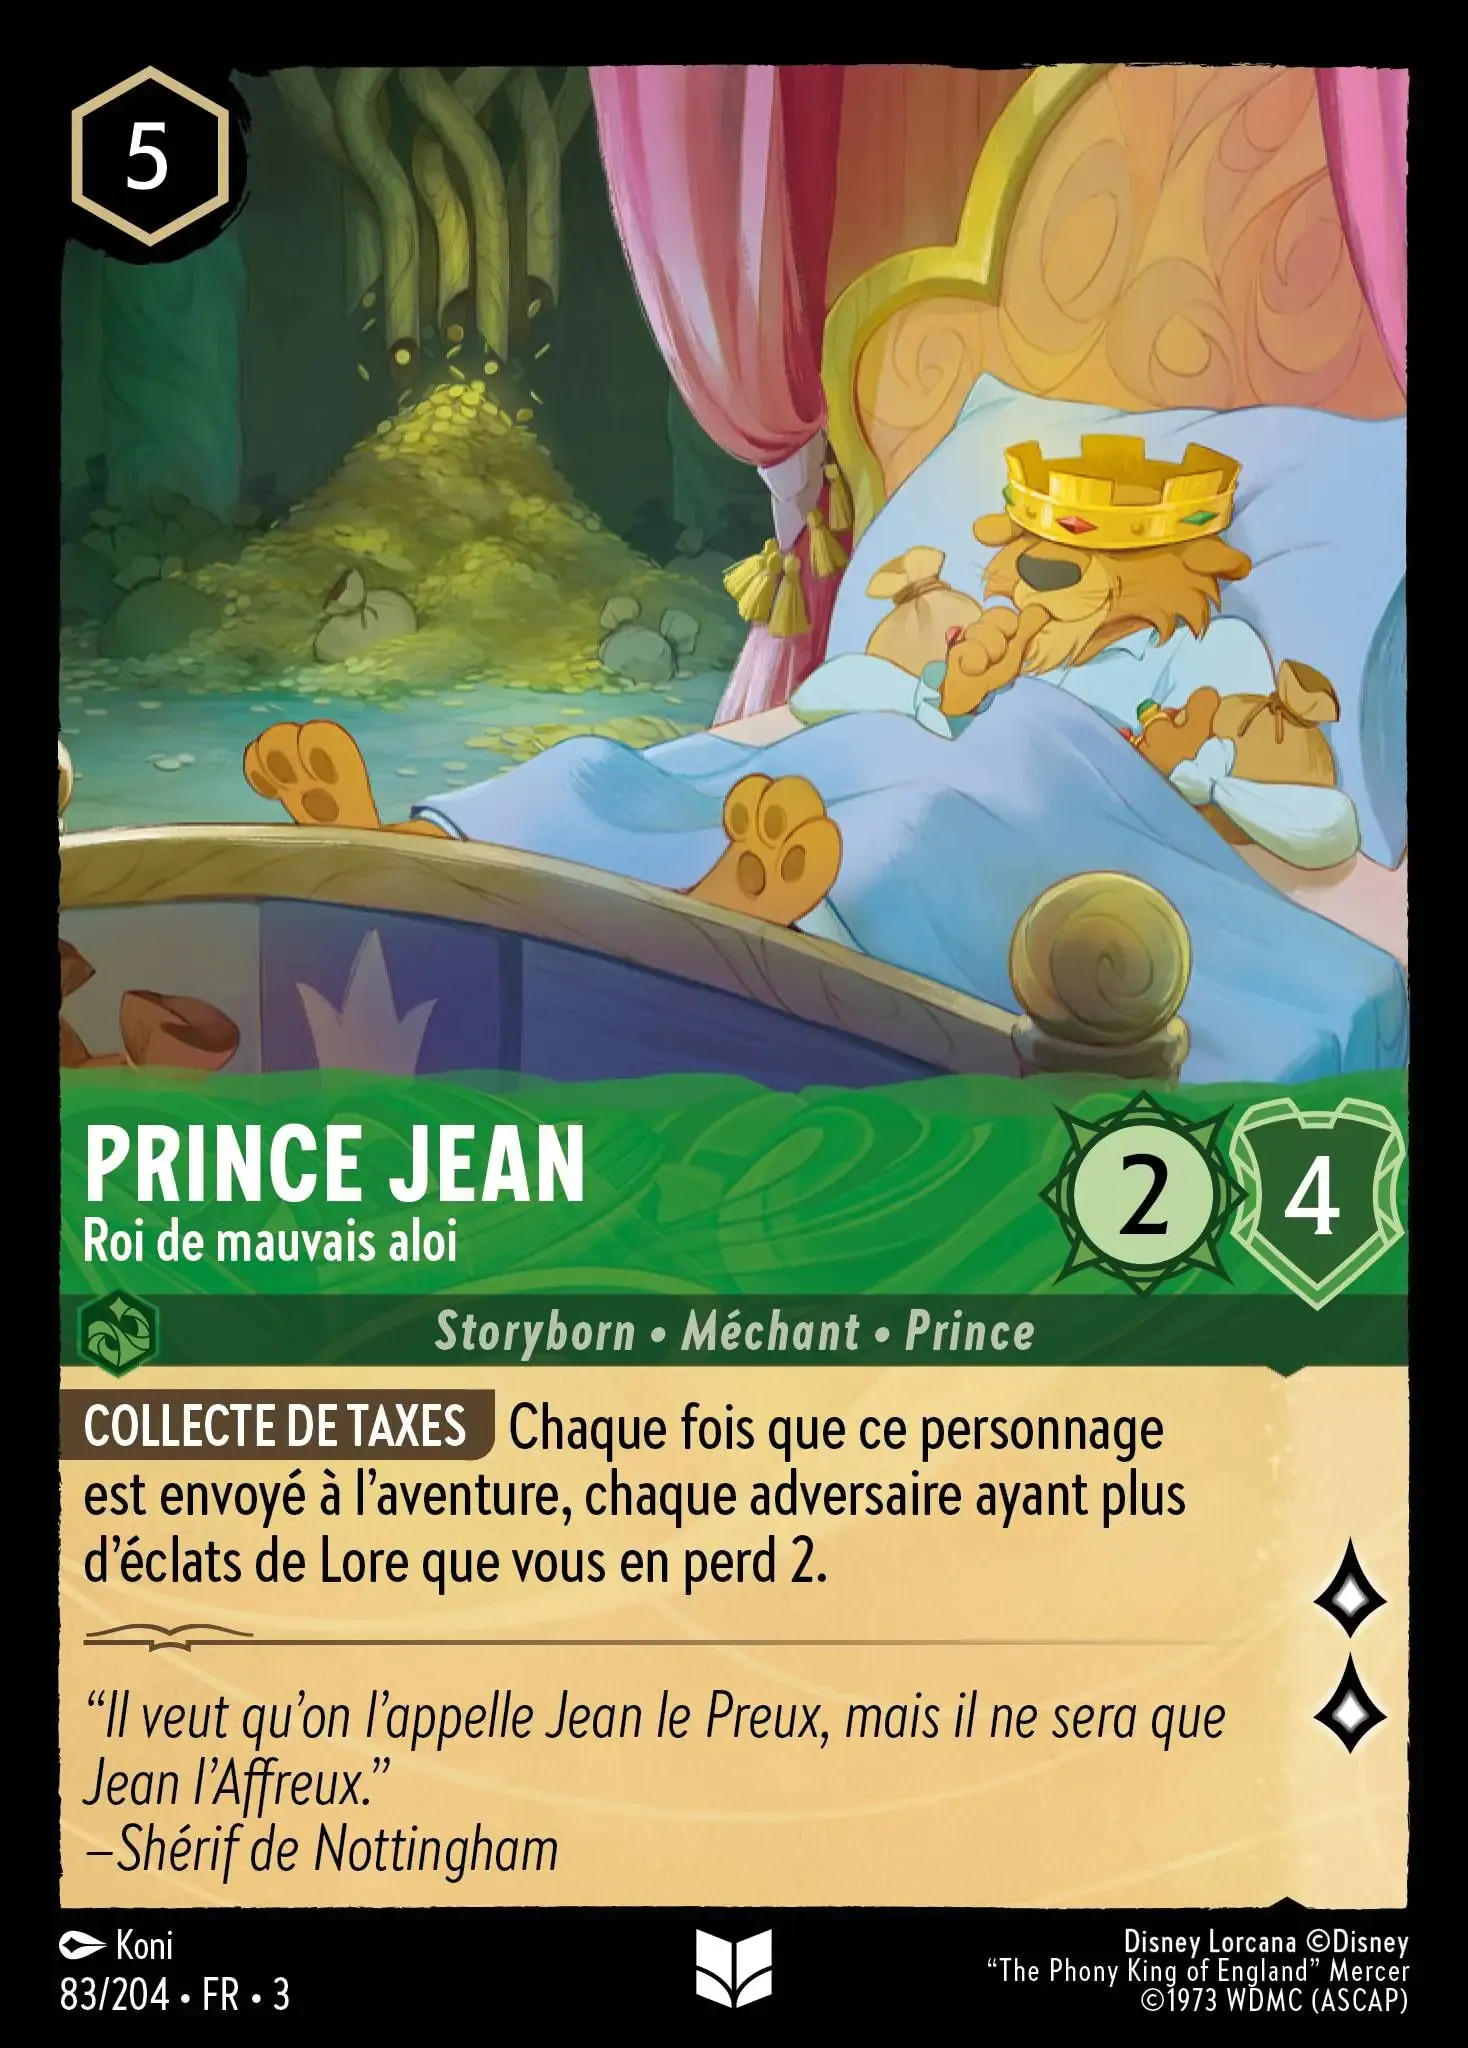 5
PRINCE JEAN
Roi de mauvais aloi
2
4
Storyborn • Méchant • Prince
COLLECTE DE TAXES Chaque fois que ce personnage
est envoyé à l’aventure, chaque adversaire ayant plus
d’éclats de Lore que vous en perd 2.
“Il veut qu’on l’appelle Jean le Preux, mais il ne sera que
Jean l’Affreux.”
–Shérif de Nottingham
Koni
83/204 • FR • 3
Disney Lorcana ©Disney
“The Phony King of England” Mercer
©1973 WDMC (ASCAP)